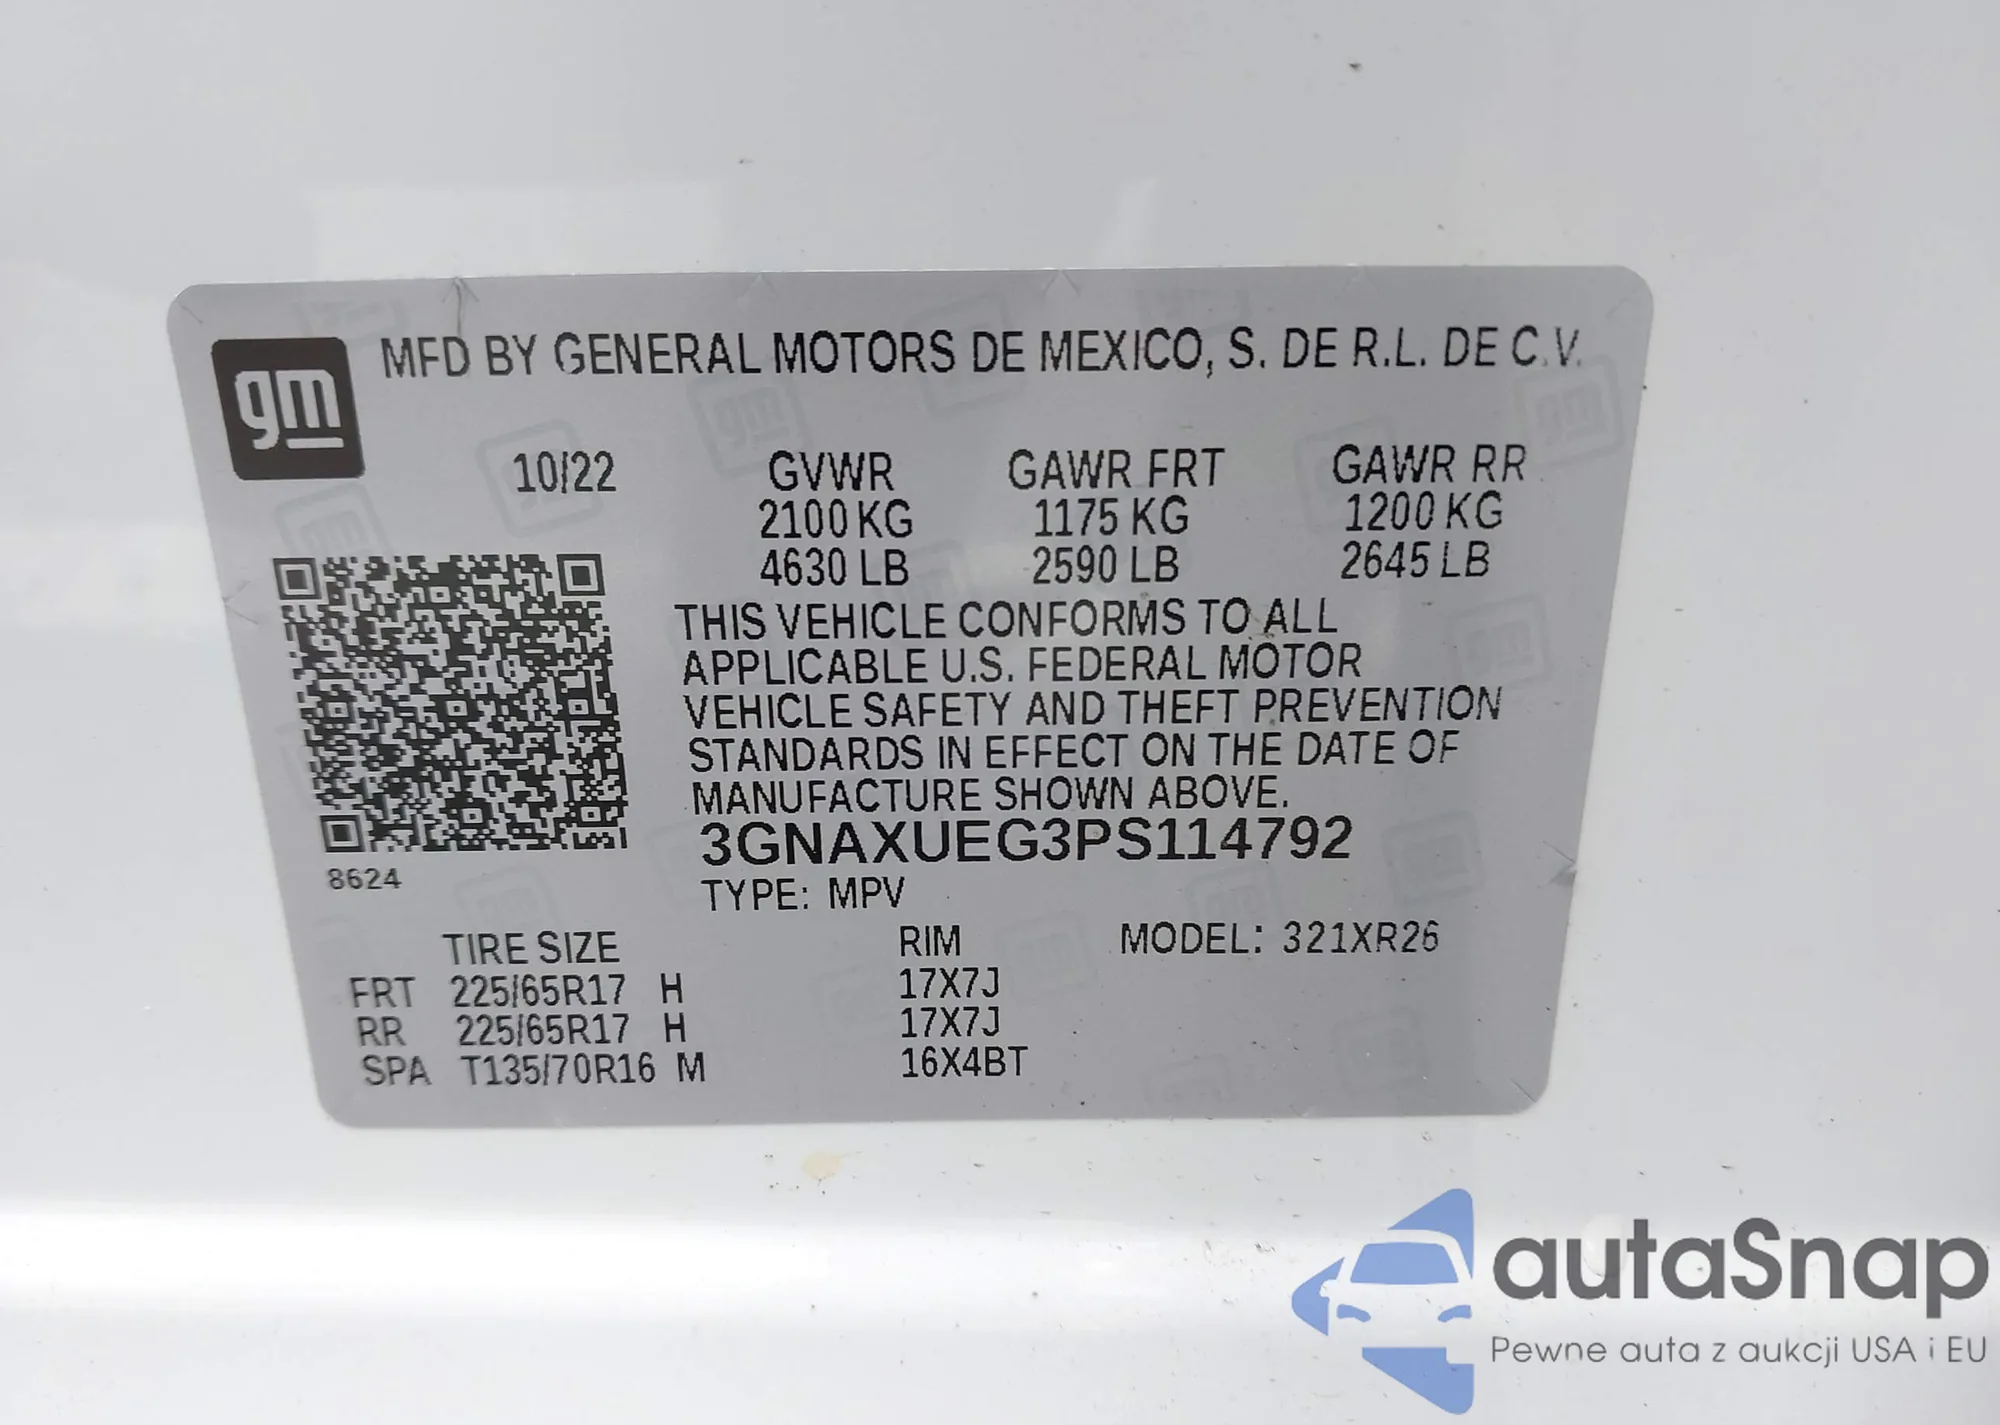 gm
MFD BY GENERAL MOTORS DE MEXICO, S. DE R.L. DE C.V.
10/22 GVWR GAWR FRT GAWR RR
2100 KG 1175 KG 1200 KG
4630 LB 2590 LB 2645 LB
THIS VEHICLE CONFORMS TO ALL
APPLICABLE U.S. FEDERAL MOTOR
VEHICLE SAFETY AND THEFT PREVENTION
STANDARDS IN EFFECT ON THE DATE OF
MANUFACTURE SHOWN ABOVE.
3GNAXUEG3PS114792
8624
TYPE: MPV
TIRE SIZE RIM MODEL: 321XR26
FRT 225/65R17 H 17X7J
RR 225/65R17 H 17X7J
SPA T135/70R16 M 16X4BT
autaSnap
Pewne auta z aukcji USA i EU